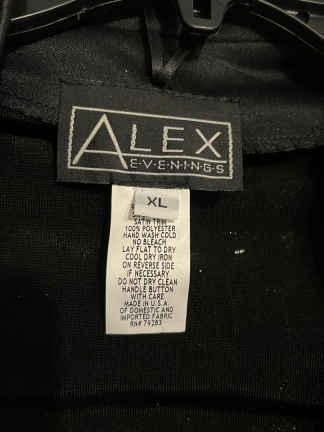 ALEX
E·V·E·N·I·N·G·S
XL
SATIN TRIM
100% POLYESTER
HAND WASH COLD
NO BLEACH
LAY FLAT TO DRY
COOL DRY IRON
ON REVERSE SIDE
IF NECESSARY
DO NOT DRY CLEAN
HANDLE BUTTON
WITH CARE
MADE IN U.S.A.
OF DOMESTIC AND
IMPORTED FABRIC
RN# 79283